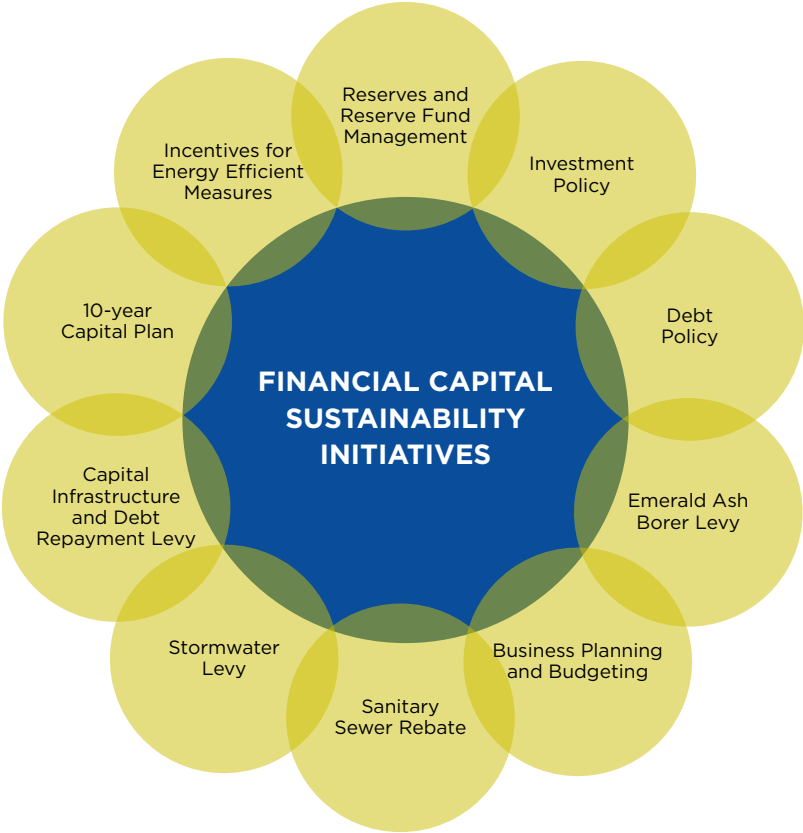 Reserves and
Reserve Fund
Management
Investment
Policy
Debt
Policy
Emerald Ash
Borer Levy
Business Planning
and Budgeting
Sanitary
Sewer Rebate
Stormwater
Levy
Capital
Infrastructure
and Debt
Repayment Levy
10-year
Capital Plan
Incentives for
Energy Efficient
Measures
FINANCIAL CAPITAL
SUSTAINABILITY
INITIATIVES